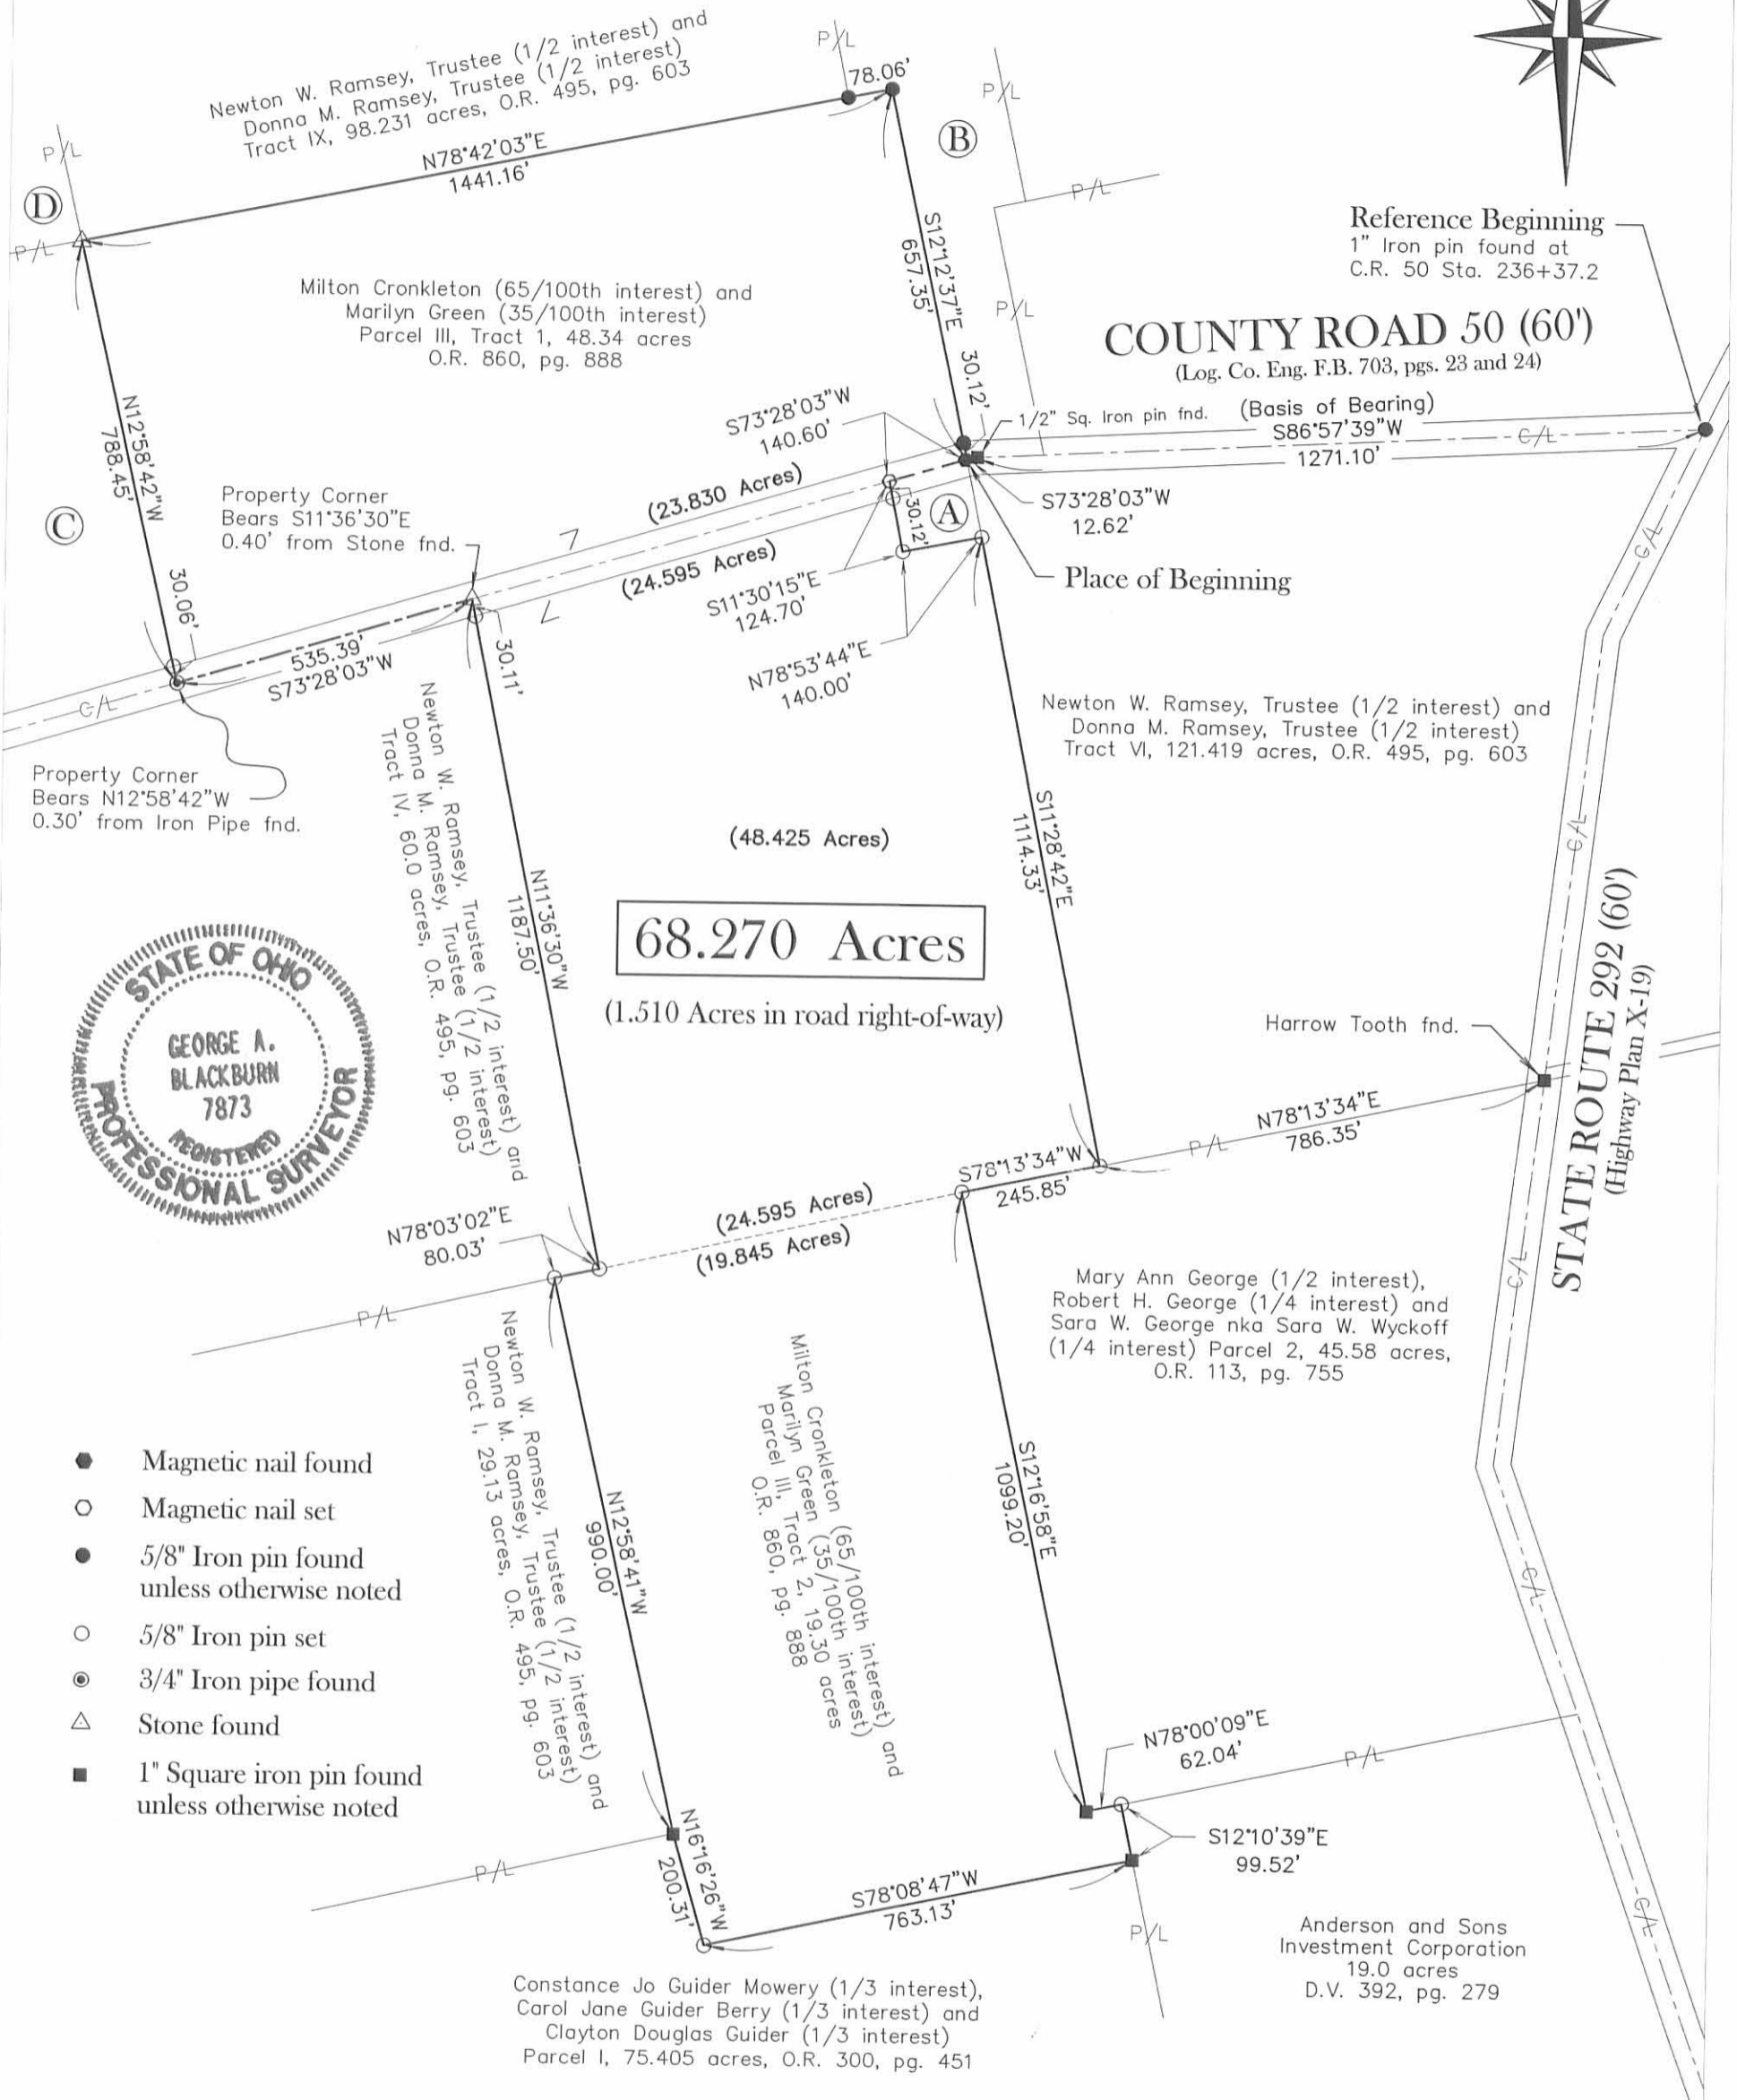 Newton W. Ramsey, Trustee (1/2 interest) and
Donna M. Ramsey, Trustee (1/2 interest)
Tract IX, 98.231 acres, O.R. 495, pg. 603
P/L
78.06'
P/L
P/L
N78°42'03"E
1441.16'
B
D
P/L
P/L
Reference Beginning
1" Iron pin found at
C.R. 50 Sta. 236+37.2
S12°12'37"E
657.35'
30.12'
P/L
Milton Cronkleton (65/100th interest) and
Marilyn Green (35/100th interest)
Parcel III, Tract 1, 48.34 acres
O.R. 860, pg. 888
COUNTY ROAD 50 (60')
(Log. Co. Eng. F.B. 703, pgs. 23 and 24)
N12°58'42"W
788.45'
30.06'
S73°28'03"W
140.60'
1/2" Sq. Iron pin fnd.
(Basis of Bearing)
S86°57'39"W
1271.10'
C/L
Property Corner
Bears S11°36'30"E
0.40' from Stone fnd.
C
(23.830 Acres)
7
(24.595 Acres)
7
30.12'
A
S73°28'03"W
12.62'
Place of Beginning
S11°30'15"E
124.70'
N78°53'44"E
140.00'
C/L
535.39'
S73°28'03"W
30.11'
C/L
Newton W. Ramsey, Trustee (1/2 interest) and
Donna M. Ramsey, Trustee (1/2 interest)
Tract VI, 121.419 acres, O.R. 495, pg. 603
Property Corner
Bears N12°58'42"W
0.30' from Iron Pipe fnd.
Newton W. Ramsey, Trustee (1/2 interest) and
Donna M. Ramsey, Trustee (1/2 interest)
Tract IV, 60.0 acres, O.R. 495, pg. 603
N11°36'30"W
1187.50'
(48.425 Acres)
68.270 Acres
(1.510 Acres in road right-of-way)
S11°28'42"E
1114.33'
C/L
STATE ROUTE 292 (60')
(Highway Plan X-19)
STATE OF OHIO
GEORGE A.
BLACKBURN
7873
REGISTERED
PROFESSIONAL SURVEYOR
Harrow Tooth fnd.
N78°13'34"E
786.35'
P/L
S78°13'34"W
245.85'
N78°03'02"E
80.03'
(24.595 Acres)
(19.845 Acres)
P/L
C/L
Mary Ann George (1/2 interest),
Robert H. George (1/4 interest) and
Sara W. George nka Sara W. Wyckoff
(1/4 interest) Parcel 2, 45.58 acres,
O.R. 113, pg. 755
Newton W. Ramsey, Trustee (1/2 interest) and
Donna M. Ramsey, Trustee (1/2 interest)
Tract I, 29.13 acres, O.R. 495, pg. 603
N12°58'41"W
990.00'
Milton Cronkleton (65/100th interest) and
Marilyn Green (35/100th interest)
Parcel III, Tract 2, 19.30 acres
O.R. 860, pg. 888
S12°16'58"E
1099.20'
Magnetic nail found
Magnetic nail set
5/8" Iron pin found
unless otherwise noted
5/8" Iron pin set
3/4" Iron pipe found
Stone found
1" Square iron pin found
unless otherwise noted
C/L
N78°00'09"E
62.04'
P/L
S12°10'39"E
99.52'
P/L
N16°16'26"W
200.31'
S78°08'47"W
763.13'
P/L
C/L
Anderson and Sons
Investment Corporation
19.0 acres
D.V. 392, pg. 279
Constance Jo Guider Mowery (1/3 interest),
Carol Jane Guider Berry (1/3 interest) and
Clayton Douglas Guider (1/3 interest)
Parcel I, 75.405 acres, O.R. 300, pg. 451